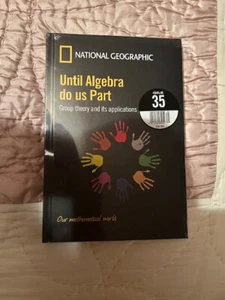 NATIONAL GEOGRAPHIC
Until Algebra
do us Part
Group theory and its applications
35
Our mathematical world